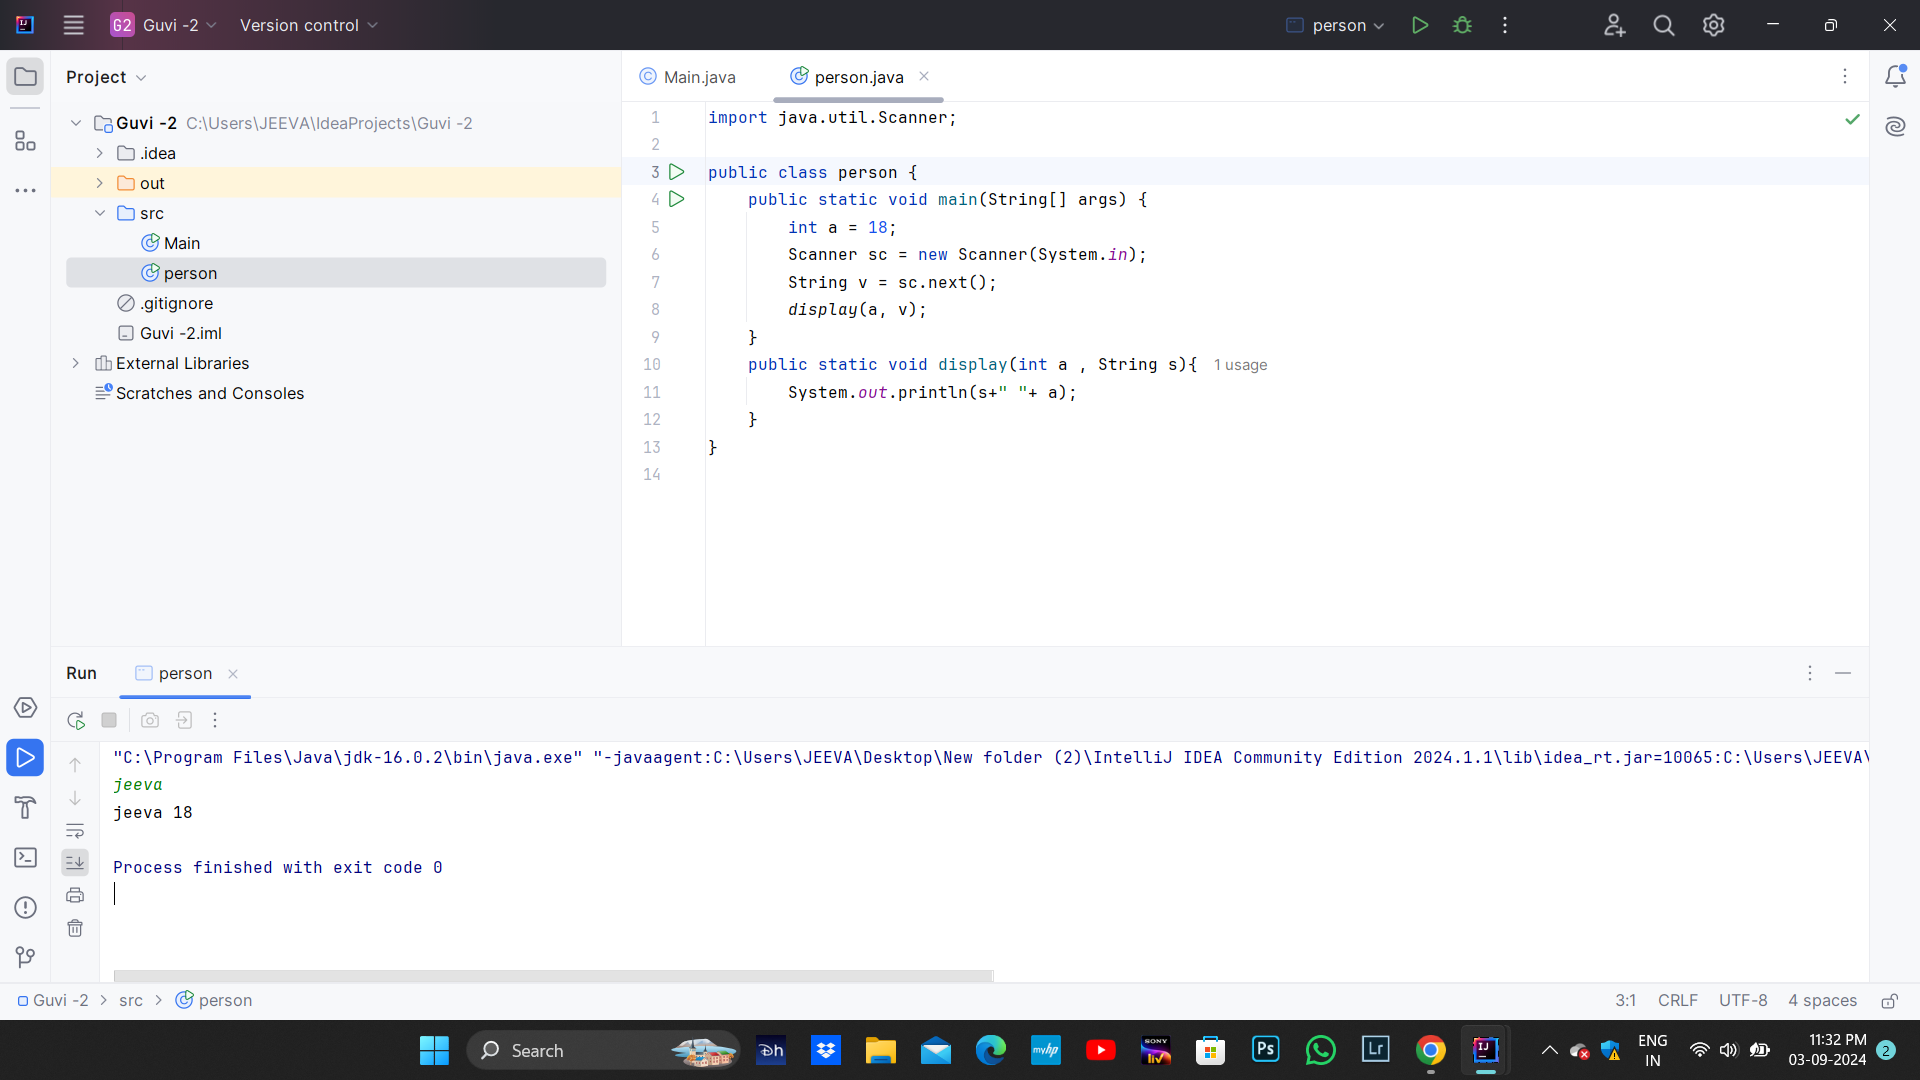 G2 Guvi -2 Version control person
Project
Main.java person.java
Guvi -2 C:\Users\JEEVA\IdeaProjects\Guvi -2
.idea
out
src
Main
person
.gitignore
Guvi -2.iml
External Libraries
Scratches and Consoles
1 import java.util.Scanner;
2
3 public class person {
4 public static void main(String[] args) {
5 int a = 18;
6 Scanner sc = new Scanner(System.in);
7 String v = sc.next();
8 display(a, v);
9 }
10 public static void display(int a , String s){ 1 usage
11 System.out.println(s+" "+ a);
12 }
13 }
14
Run person
"C:\Program Files\Java\jdk-16.0.2\bin\java.exe" "-javaagent:C:\Users\JEEVA\Desktop\New folder (2)\IntelliJ IDEA Community Edition 2024.1.1\lib\idea_rt.jar=10065:C:\Users\JEEVA\
jeeva
jeeva 18
Process finished with exit code 0
Guvi -2 > src > person 3:1 CRLF UTF-8 4 spaces
Search
Dh
myhp
SONY
liv
Ps
Lr
IJ
ENG
IN
11:32 PM
03-09-2024
2